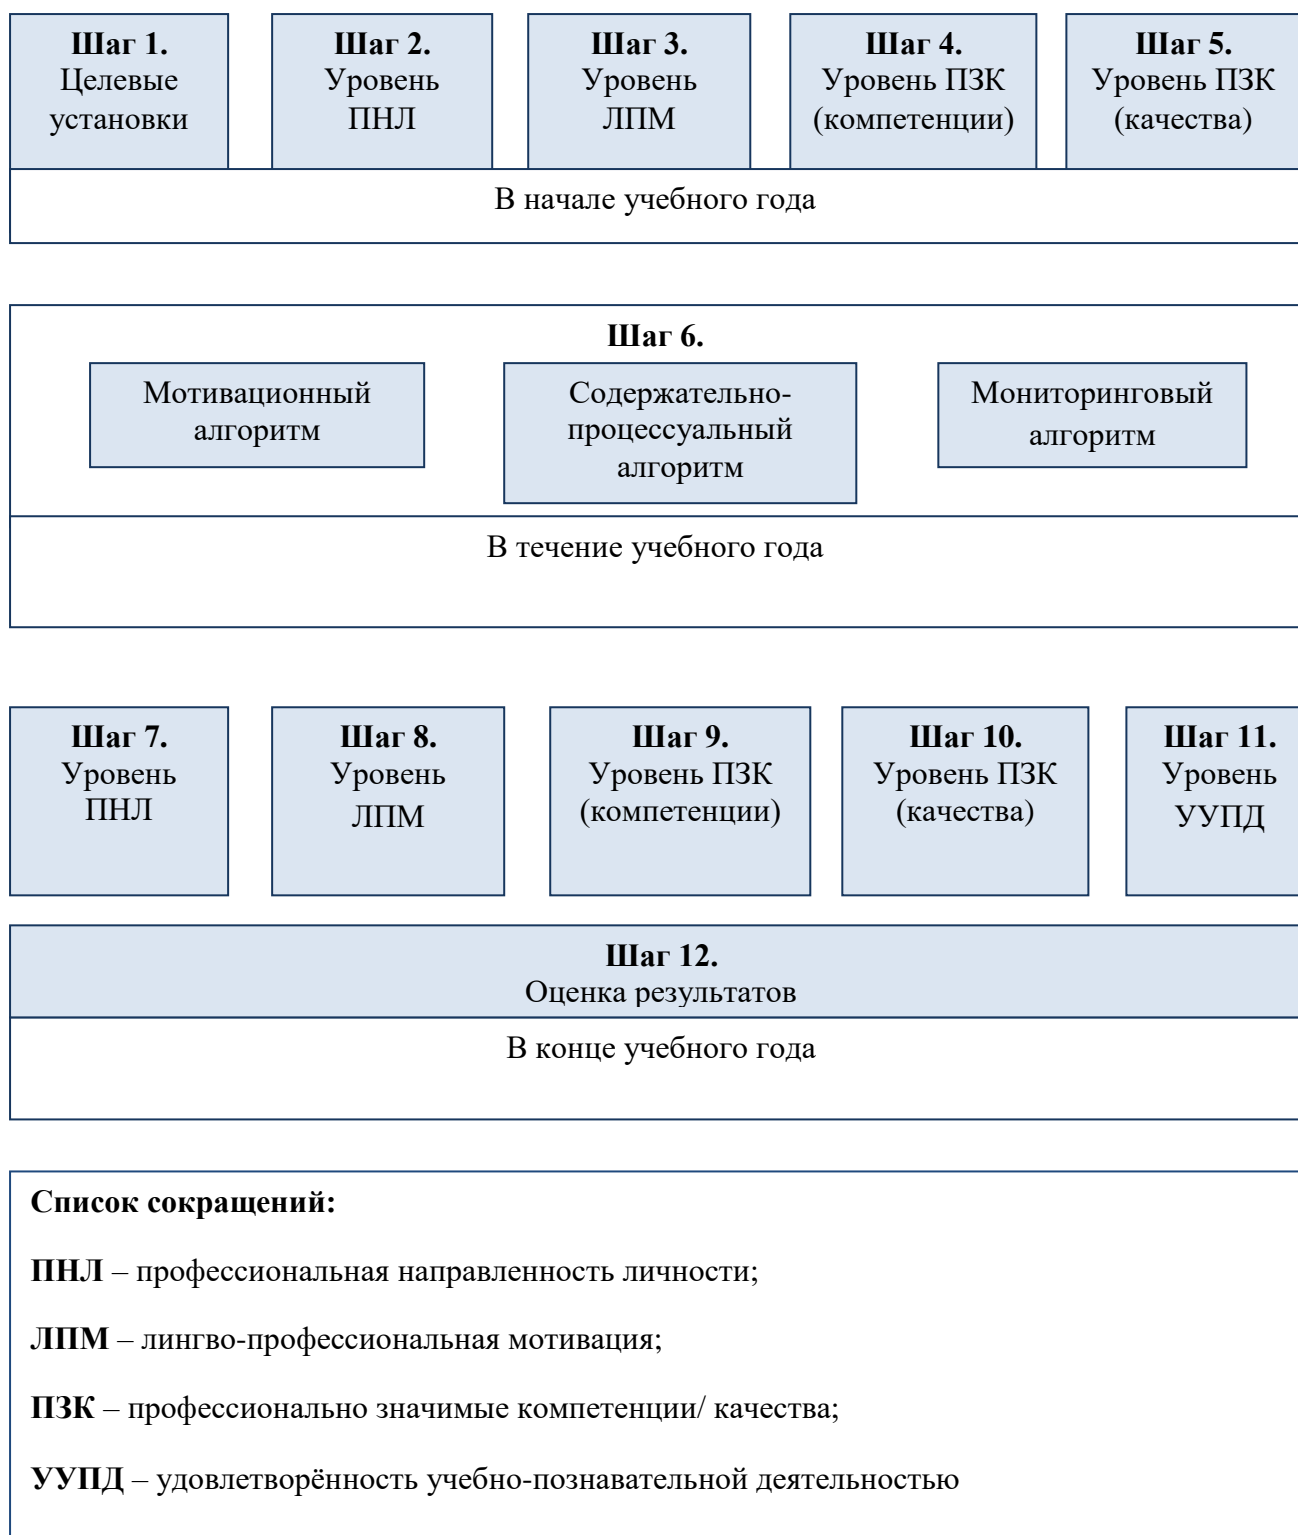 Шаг 1.
Целевые
установки
Шаг 2.
Уровень
ПНЛ
Шаг 3.
Уровень
ЛПМ
Шаг 4.
Уровень ПЗК
(компетенции)
Шаг 5.
Уровень ПЗК
(качества)
В начале учебного года
Шаг 6.
Мотивационный
алгоритм
Содержательно-
процессуальный
алгоритм
Мониторинговый
алгоритм
В течение учебного года
Шаг 7.
Уровень
ПНЛ
Шаг 8.
Уровень
ЛПМ
Шаг 9.
Уровень ПЗК
(компетенции)
Шаг 10.
Уровень ПЗК
(качества)
Шаг 11.
Уровень
УУПД
Шаг 12.
Оценка результатов
В конце учебного года
Список сокращений:
ПНЛ – профессиональная направленность личности;
ЛПМ – лингво-профессиональная мотивация;
ПЗК – профессионально значимые компетенции/ качества;
УУПД – удовлетворённость учебно-познавательной деятельностью